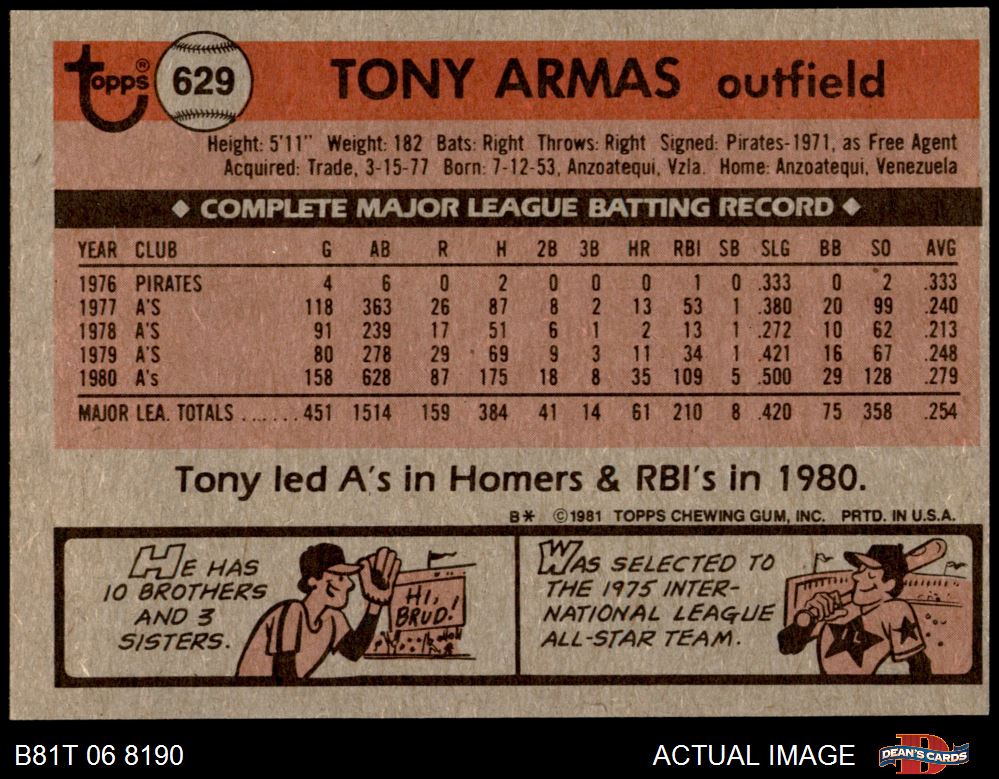 Topps® 629 TONY ARMAS outfield
Height: 5'11" Weight: 182 Bats: Right Throws: Right Signed: Pirates-1971, as Free Agent
Acquired: Trade, 3-15-77 Born: 7-12-53, Anzoatequi, Vzla. Home: Anzoatequi, Venezuela
◆ COMPLETE MAJOR LEAGUE BATTING RECORD ◆
YEAR CLUB G AB R H 2B 3B HR RBI SB SLG BB SO AVG
1976 PIRATES 4 6 0 2 0 0 0 1 0 .333 0 2 .333
1977 A'S 118 363 26 87 8 2 13 53 1 .380 20 99 .240
1978 A'S 91 239 17 51 6 1 2 13 1 .272 10 62 .213
1979 A'S 80 278 29 69 9 3 11 34 1 .421 16 67 .248
1980 A's 158 628 87 175 18 8 35 109 5 .500 29 128 .279
MAJOR LEA. TOTALS ...... 451 1514 159 384 41 14 61 210 8 .420 75 358 .254
Tony led A's in Homers & RBI's in 1980.
B* ©1981 TOPPS CHEWING GUM, INC. PRTD. IN U.S.A.
HE HAS
10 BROTHERS
AND 3
SISTERS.
HI,
BRUD!
WAS SELECTED TO
THE 1975 INTER-
NATIONAL LEAGUE
ALL-STAR TEAM.
B81T 06 8190 ACTUAL IMAGE DEAN'S CARDS